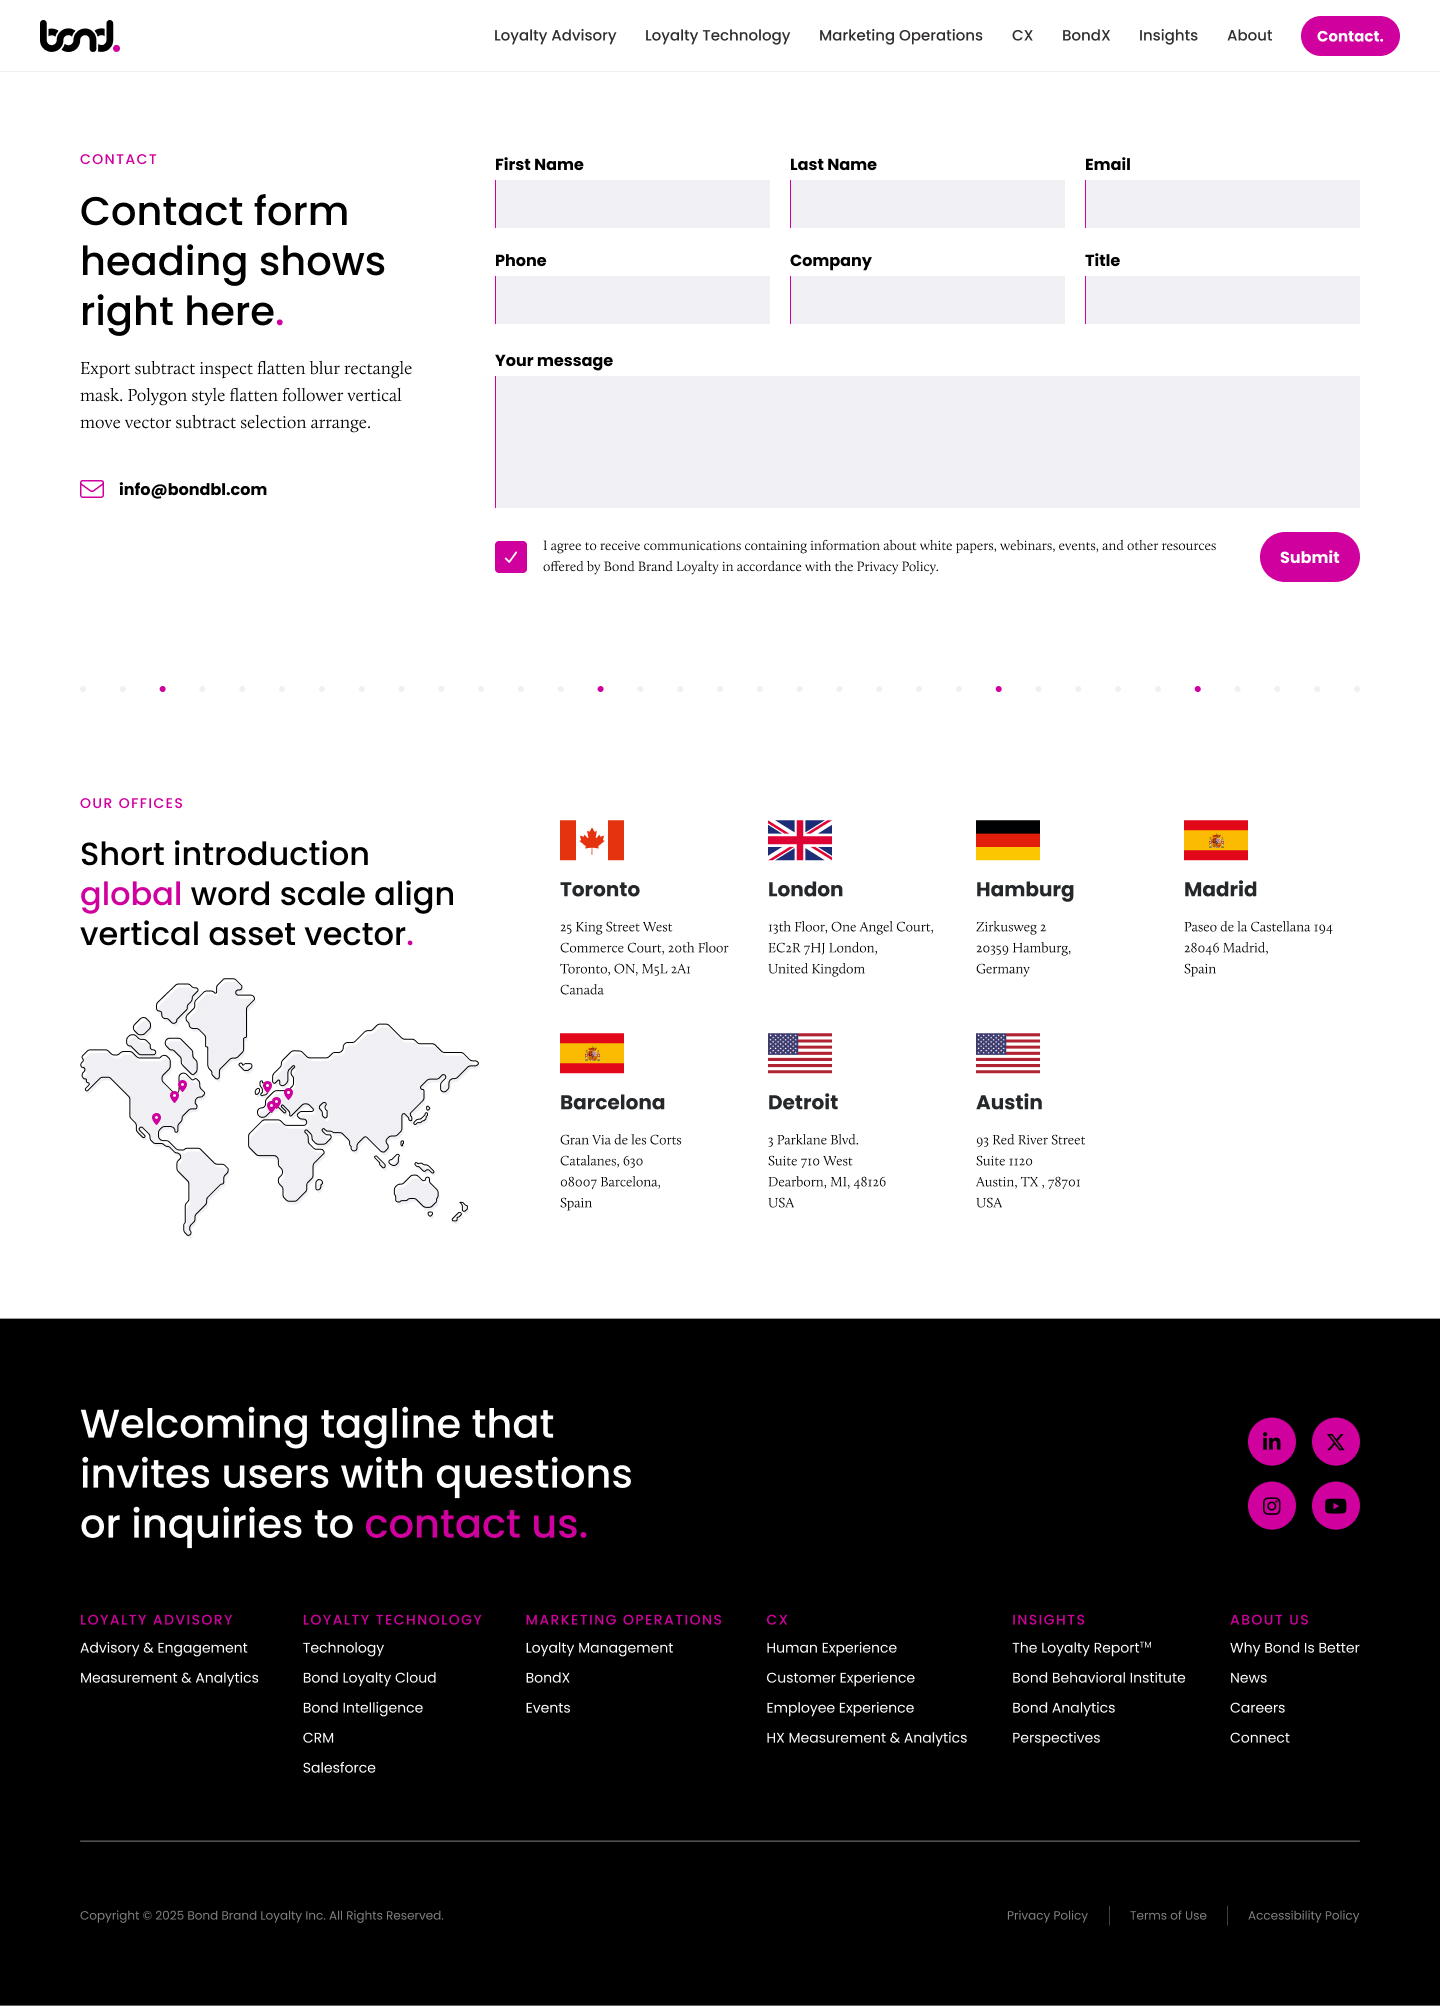 bond.
Loyalty Advisory
Loyalty Technology
Marketing Operations
CX
BondX
Insights
About
Contact.
CONTACT
Contact form
heading shows
right here.
Export subtract inspect flatten blur rectangle
mask. Polygon style flatten follower vertical
move vector subtract selection arrange.
info@bondbl.com
First Name
Last Name
Email
Phone
Company
Title
Your message
I agree to receive communications containing information about white papers, webinars, events, and other resources
offered by Bond Brand Loyalty in accordance with the Privacy Policy.
Submit
OUR OFFICES
Short introduction
global word scale align
vertical asset vector.
Toronto
25 King Street West
Commerce Court, 20th Floor
Toronto, ON, M5L 2A1
Canada
London
13th Floor, One Angel Court,
EC2R 7HJ London,
United Kingdom
Hamburg
Zirkusweg 2
20359 Hamburg,
Germany
Madrid
Paseo de la Castellana 194
28046 Madrid,
Spain
Barcelona
Gran Via de les Corts
Catalanes, 630
08007 Barcelona,
Spain
Detroit
3 Parklane Blvd.
Suite 710 West
Dearborn, MI, 48126
USA
Austin
93 Red River Street
Suite 1120
Austin, TX , 78701
USA
Welcoming tagline that
invites users with questions
or inquiries to contact us.
in
X
LOYALTY ADVISORY
Advisory & Engagement
Measurement & Analytics
LOYALTY TECHNOLOGY
Technology
Bond Loyalty Cloud
Bond Intelligence
CRM
Salesforce
MARKETING OPERATIONS
Loyalty Management
BondX
Events
CX
Human Experience
Customer Experience
Employee Experience
HX Measurement & Analytics
INSIGHTS
The Loyalty Report™
Bond Behavioral Institute
Bond Analytics
Perspectives
ABOUT US
Why Bond Is Better
News
Careers
Connect
Copyright © 2025 Bond Brand Loyalty Inc. All Rights Reserved.
Privacy Policy
Terms of Use
Accessibility Policy